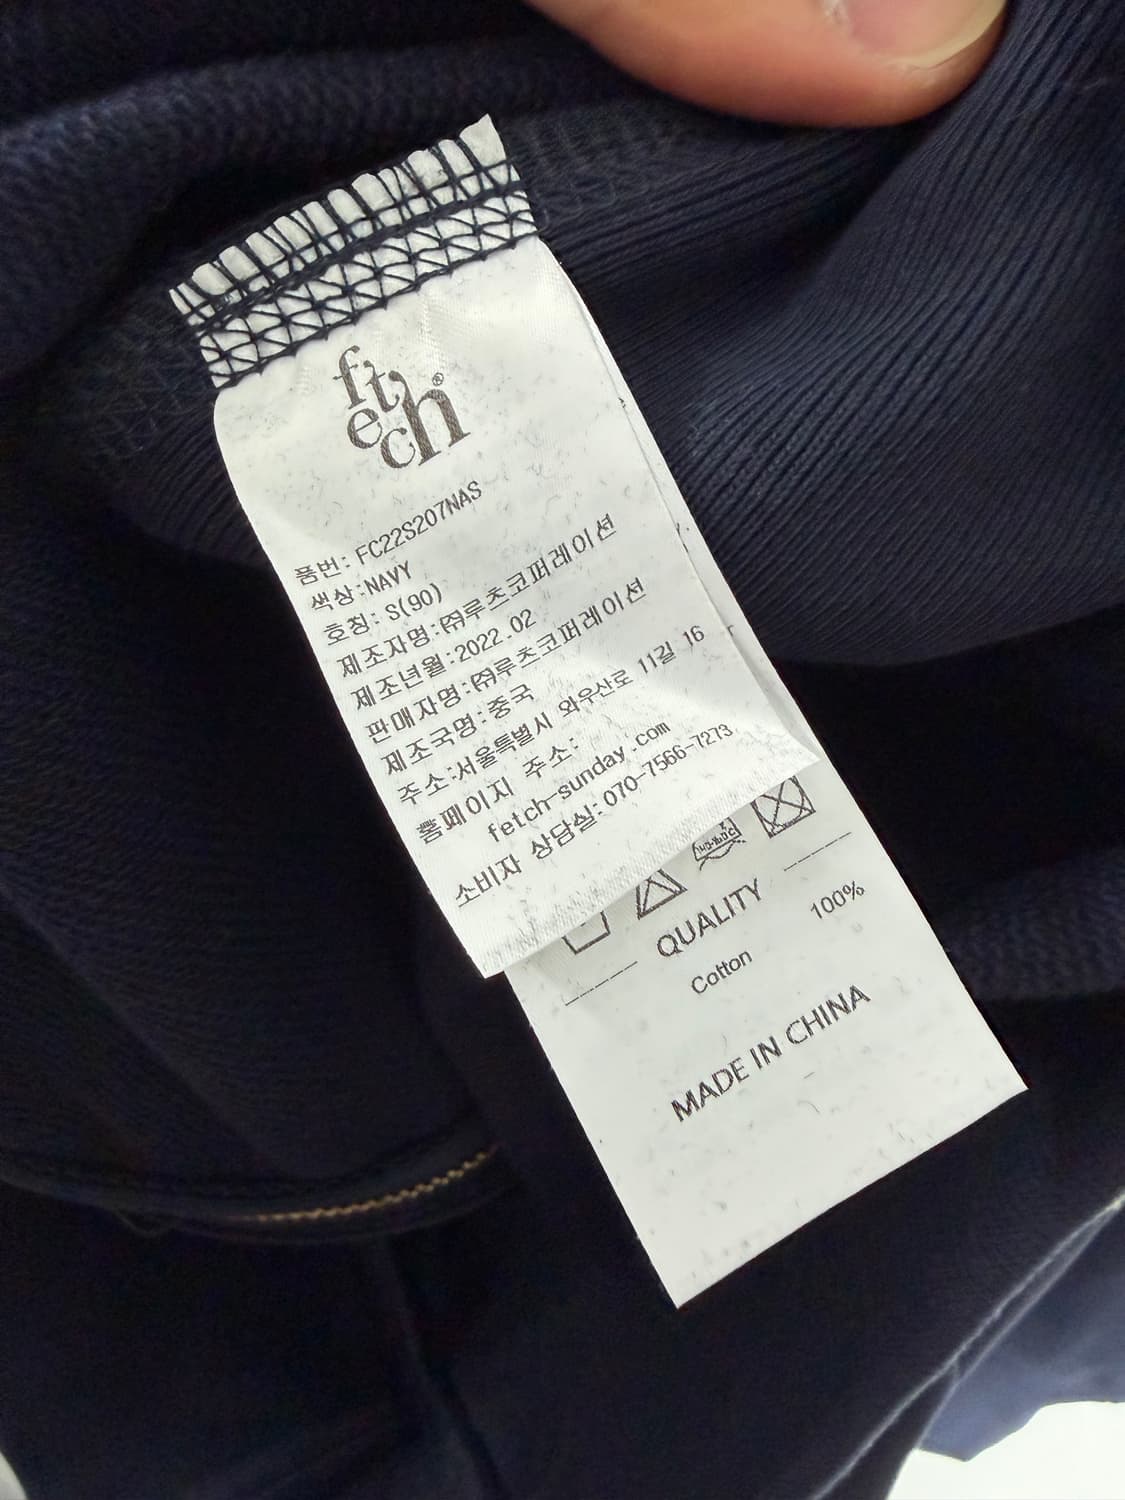 fetch®
품번: FC22S207NAS
색상:NAVY
호칭: S(90)
제조자명:㈜루츠코퍼레이션
제조년월:2022.02
판매자명:㈜루츠코퍼레이션
제조국명:중국
주소:서울특별시 와우산로 11길 16
홈페이지 주소:
fetch-sunday.com
소비자 상담실:070-7566-7273
QUALITY
Cotton 100%
MADE IN CHINA